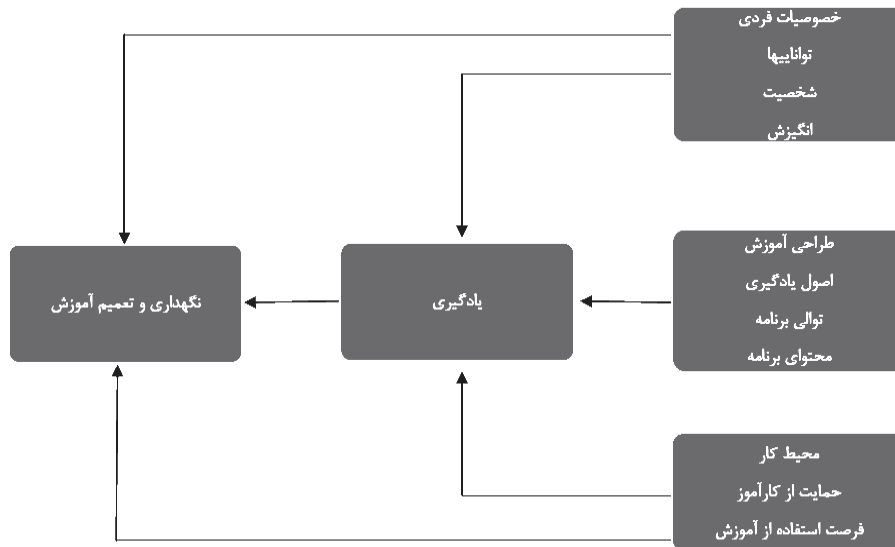 خصوصیات فردی
تواناییها
شخصیت
انگیزش
طراحی آموزش
اصول یادگیری
توالی برنامه
محتوای برنامه
یادگیری
نگهداری و تعمیم آموزش
محیط کار
حمایت از کارآموز
فرصت استفاده از آموزش